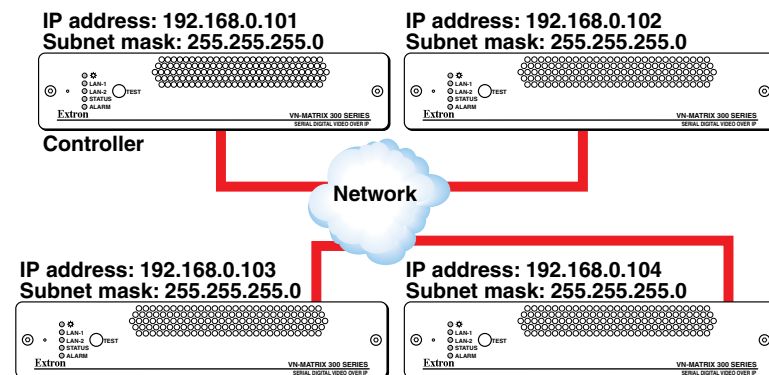 IP address: 192.168.0.101
Subnet mask: 255.255.255.0
LAN-1
LAN-2
STATUS
ALARM
TEST
Extron
VN-MATRIX 300 SERIES
SERIAL DIGITAL VIDEO OVER IP
Controller
IP address: 192.168.0.102
Subnet mask: 255.255.255.0
LAN-1
LAN-2
STATUS
ALARM
TEST
Extron
VN-MATRIX 300 SERIES
SERIAL DIGITAL VIDEO OVER IP
Network
IP address: 192.168.0.103
Subnet mask: 255.255.255.0
LAN-1
LAN-2
STATUS
ALARM
TEST
Extron
VN-MATRIX 300 SERIES
SERIAL DIGITAL VIDEO OVER IP
IP address: 192.168.0.104
Subnet mask: 255.255.255.0
LAN-1
LAN-2
STATUS
ALARM
TEST
Extron
VN-MATRIX 300 SERIES
SERIAL DIGITAL VIDEO OVER IP